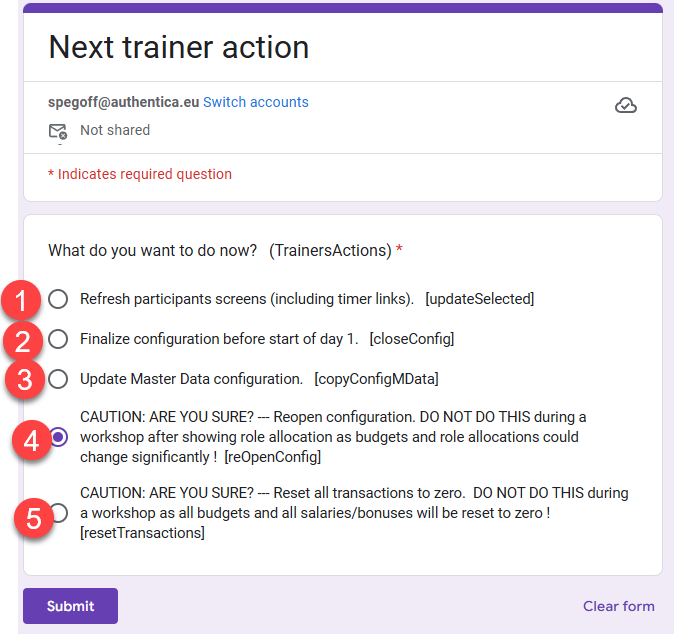 Next trainer action
spegoff@authentica.eu Switch accounts
Not shared
* Indicates required question
What do you want to do now? (TrainersActions) *
1 Refresh participants screens (including timer links). [updateSelected]
2 Finalize configuration before start of day 1. [closeConfig]
3 Update Master Data configuration. [copyConfigMData]
CAUTION: ARE YOU SURE? --- Reopen configuration. DO NOT DO THIS during a
4 workshop after showing role allocation as budgets and role allocations could
change significantly ! [reOpenConfig]
CAUTION: ARE YOU SURE? --- Reset all transactions to zero. DO NOT DO THIS during
5 a workshop as all budgets and all salaries/bonuses will be reset to zero !
[resetTransactions]
Submit Clear form